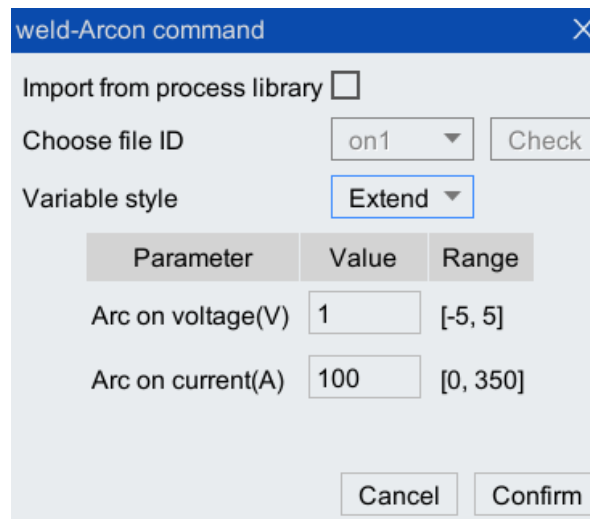 weld-Arcon command
Import from process library
Choose file ID on1 Check
Variable style Extend
Parameter Value Range
Arc on voltage(V) 1 [-5, 5]
Arc on current(A) 100 [0, 350]
Cancel Confirm